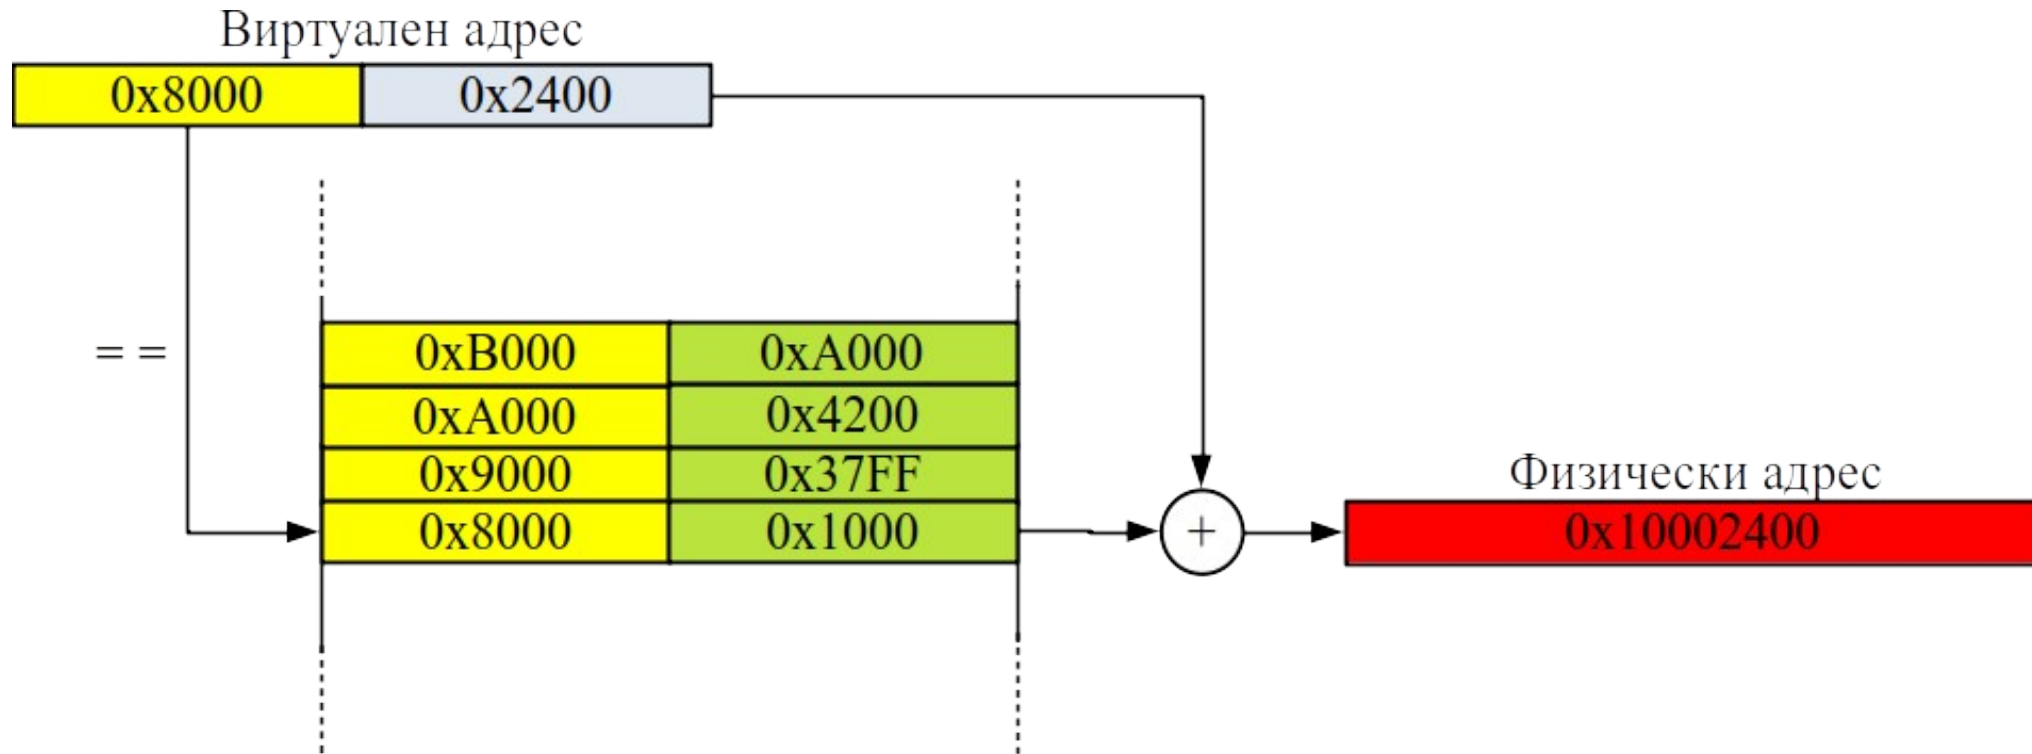 Виртуален адрес
0x8000 0x2400
= =
0xB000 0xA000
0xA000 0x4200
0x9000 0x37FF
0x8000 0x1000
+
Физически адрес
0x10002400